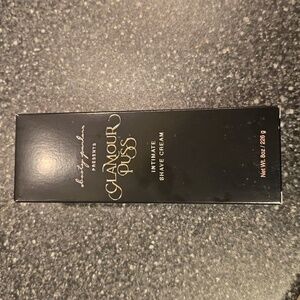 PRESENTS
GLAMOUR
PUSS
INTIMATE
SHAVE CREAM
Net Wt. 8oz / 226 g